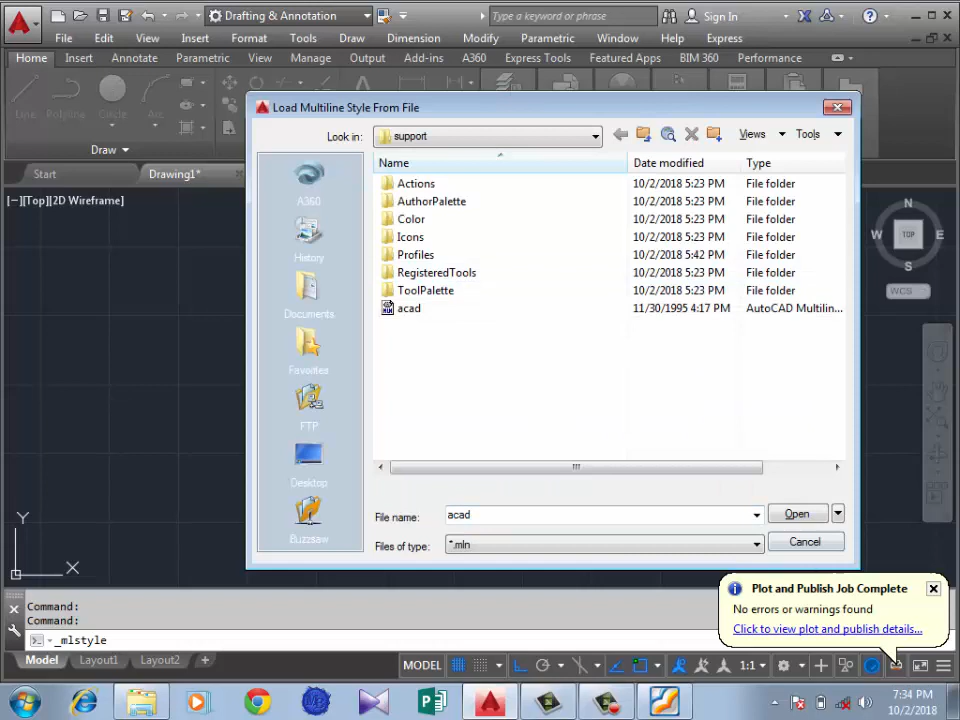 Drafting & Annotation
Type a keyword or phrase
Sign In
File Edit View Insert Format Tools Draw Dimension Modify Parametric Window Help Express
Home Insert Annotate Parametric View Manage Output Add-ins A360 Express Tools Featured Apps BIM 360 Performance
Line Polyline Circle Arc
Draw
Start Drawing1*
[−][Top][2D Wireframe]
Load Multiline Style From File
Look in: support
Views Tools
Name Date modified Type
Actions 10/2/2018 5:23 PM File folder
AuthorPalette 10/2/2018 5:23 PM File folder
Color 10/2/2018 5:23 PM File folder
Icons 10/2/2018 5:23 PM File folder
Profiles 10/2/2018 5:42 PM File folder
RegisteredTools 10/2/2018 5:23 PM File folder
ToolPalette 10/2/2018 5:23 PM File folder
acad 11/30/1995 4:17 PM AutoCAD Multilin...
A360
History
Documents
Favorites
FTP
Desktop
Buzzsaw
File name: acad Open
Files of type: *.mln Cancel
N
W TOP E
S
WCS
Y
X
Plot and Publish Job Complete
No errors or warnings found
Click to view plot and publish details...
Command:
Command:
_mlstyle
Model Layout1 Layout2 +
MODEL 1:1
7:34 PM
10/2/2018